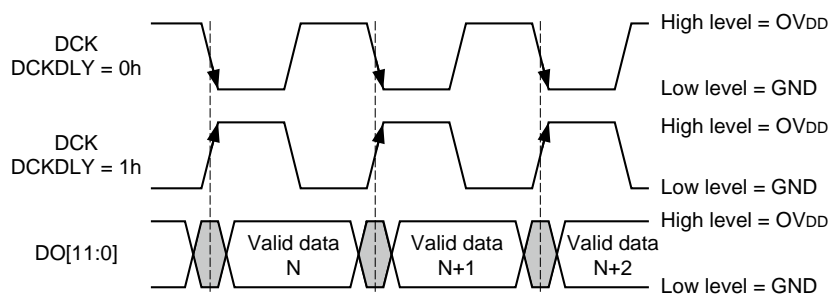 High level = OVDD
DCK
DCKDLY = 0h
Low level = GND
High level = OVDD
DCK
DCKDLY = 1h
Low level = GND
High level = OVDD
DO[11:0]
Valid data
N
Valid data
N+1
Valid data
N+2
Low level = GND